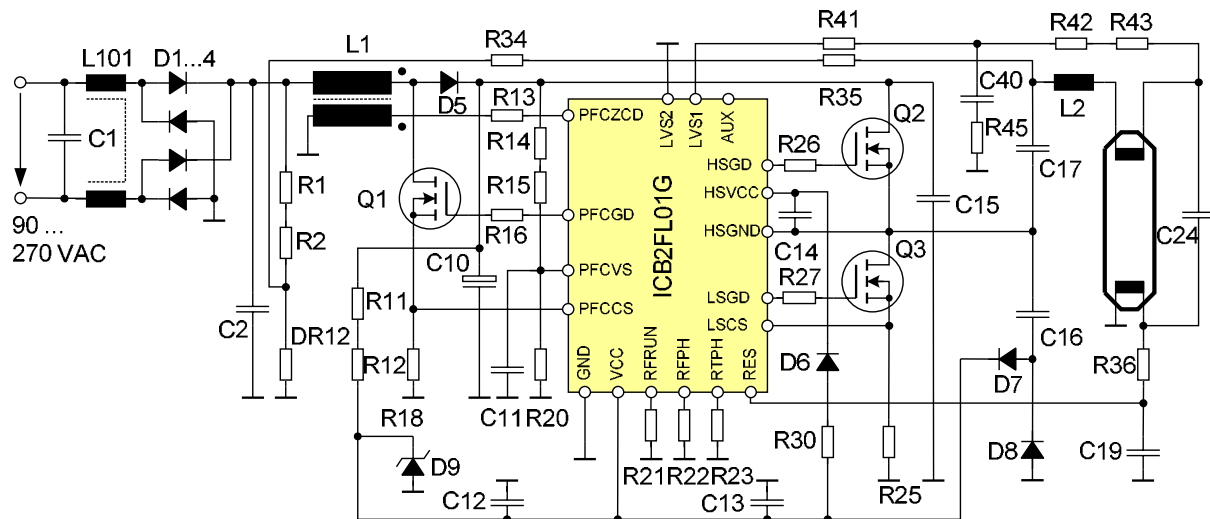 R41
R42
R43
L1
R34
L101
D1...4
C40
D5
R13
R35
Q2
L2
C1
PFCZCD
LVS2
LVS1
AUX
R14
R45
R26
HSGD
C17
R1
Q1
R15
HSVCC
C15
PFCGD
R16
C14
HSGND
90 ...
270 VAC
R2
C10
ICB2FL01G
Q3
C24
PFCVS
R27
LSGD
R11
PFCCS
LSCS
C16
C2
DR12
R12
D6
D7
R36
GND
VCC
RFRUN
RFPH
RTPH
RES
R18
C11
R20
R30
D8
C19
D9
R21
R22
R23
R25
C12
C13